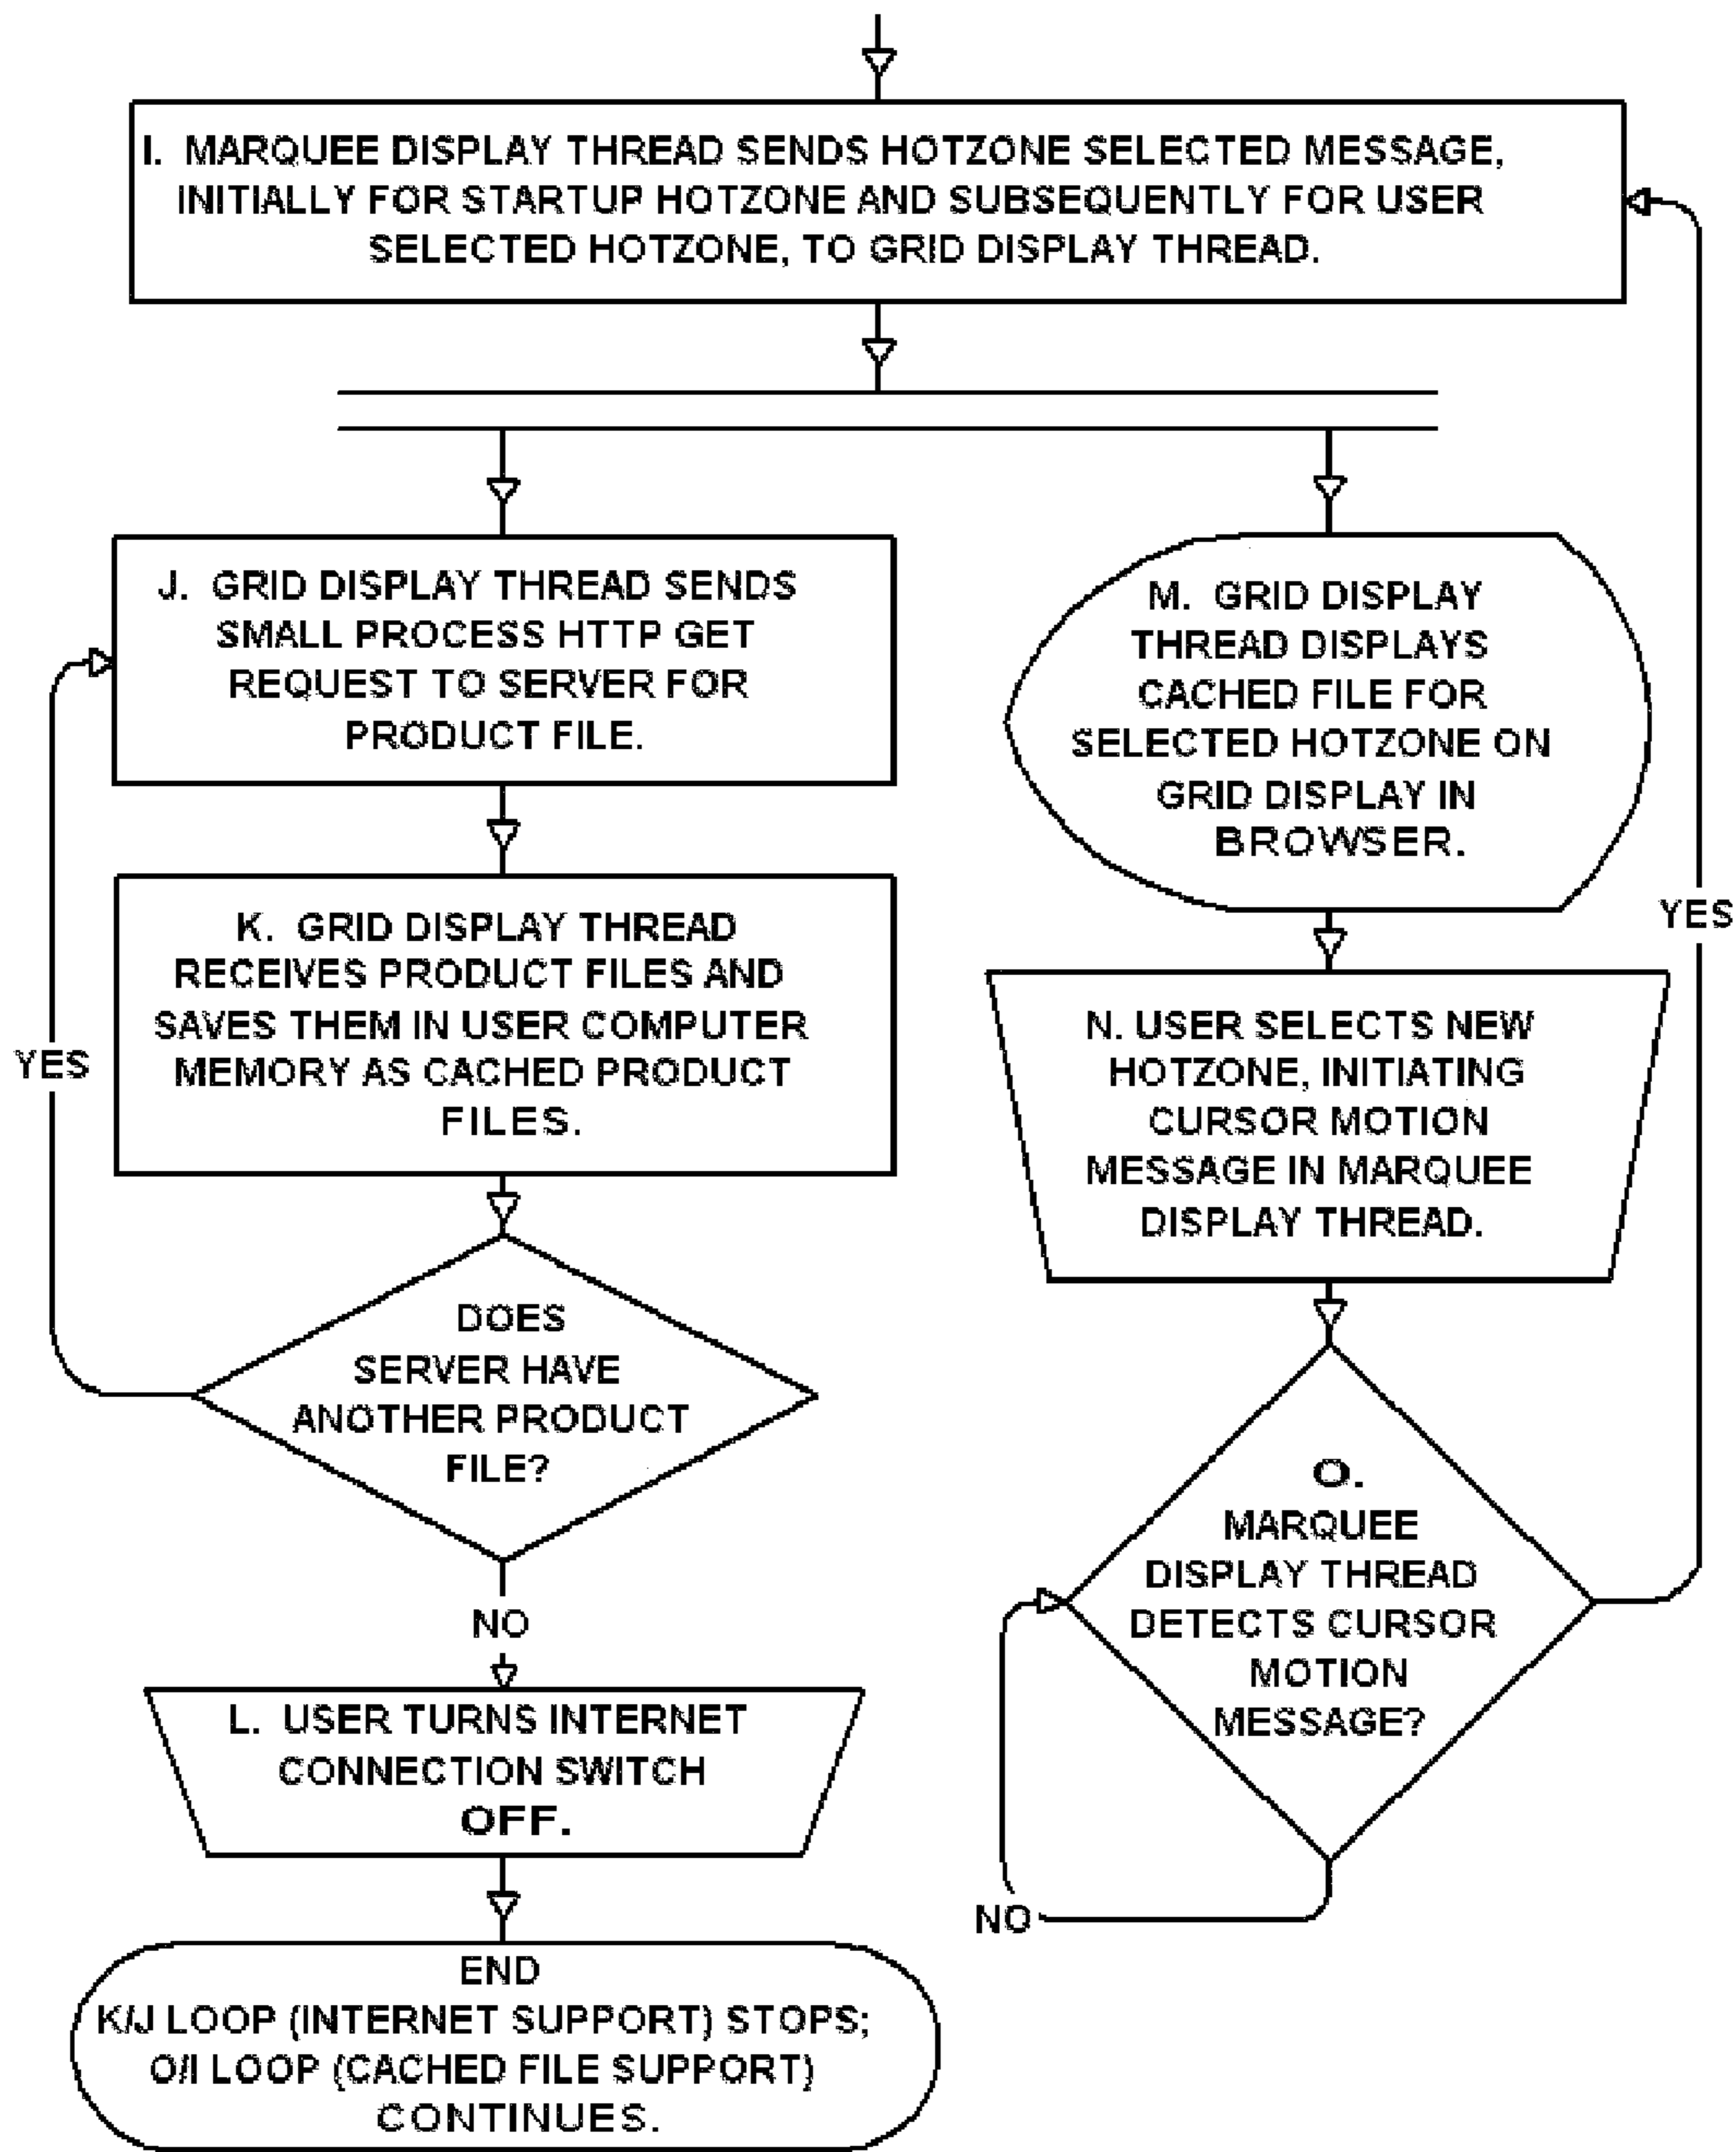 I. MARQUEE DISPLAY THREAD SENDS HOTZONE SELECTED MESSAGE,
INITIALLY FOR STARTUP HOTZONE AND SUBSEQUENTLY FOR USER
SELECTED HOTZONE, TO GRID DISPLAY THREAD.
J. GRID DISPLAY THREAD SENDS
SMALL PROCESS HTTP GET
REQUEST TO SERVER FOR
PRODUCT FILE.
K. GRID DISPLAY THREAD
RECEIVES PRODUCT FILES AND
SAVES THEM IN USER COMPUTER
MEMORY AS CACHED PRODUCT
FILES.
YES
DOES
SERVER HAVE
ANOTHER PRODUCT
FILE?
NO
L. USER TURNS INTERNET
CONNECTION SWITCH
OFF.
END
K/J LOOP (INTERNET SUPPORT) STOPS;
O/I LOOP (CACHED FILE SUPPORT)
CONTINUES.
M. GRID DISPLAY
THREAD DISPLAYS
CACHED FILE FOR
SELECTED HOTZONE ON
GRID DISPLAY IN
BROWSER.
YES
N. USER SELECTS NEW
HOTZONE, INITIATING
CURSOR MOTION
MESSAGE IN MARQUEE
DISPLAY THREAD.
O.
MARQUEE
DISPLAY THREAD
DETECTS CURSOR
MOTION
MESSAGE?
NO